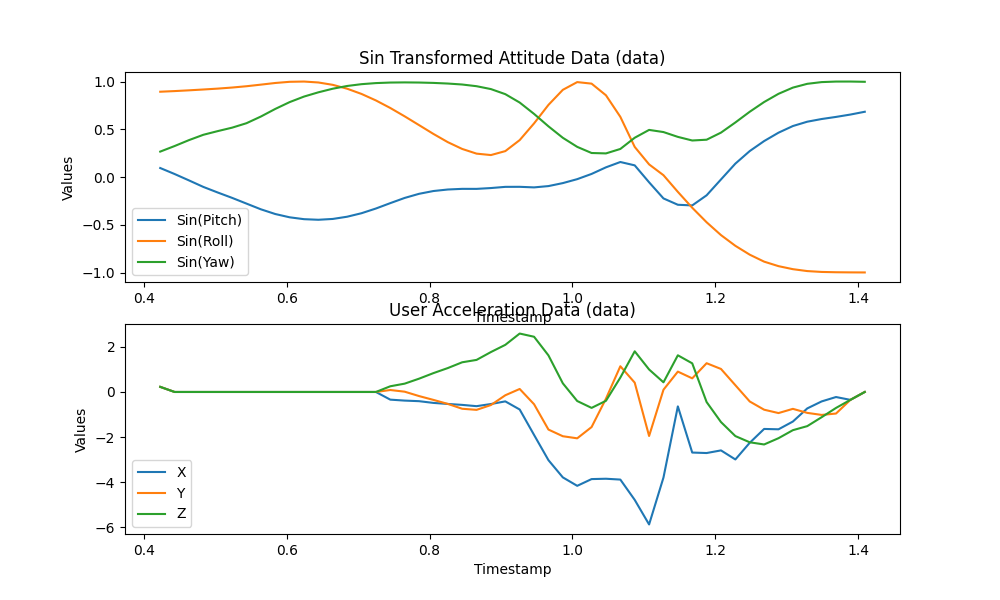 Sin Transformed Attitude Data (data)
Values
1.0
0.5
0.0
−0.5
−1.0
Sin(Pitch)
Sin(Roll)
Sin(Yaw)
0.4 0.6 0.8 1.0 1.2 1.4
Timestamp
User Acceleration Data (data)
Values
2
0
−2
−4
−6
X
Y
Z
0.4 0.6 0.8 1.0 1.2 1.4
Timestamp